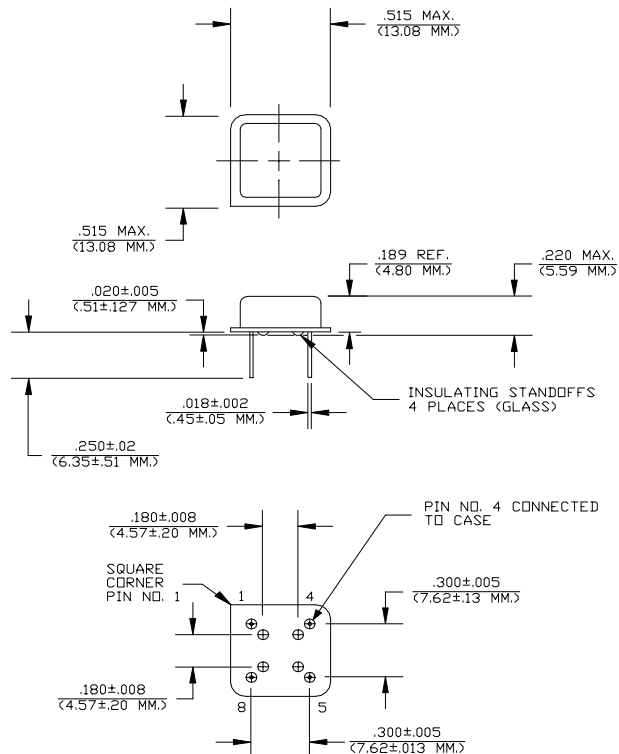 .515 MAX.
(13.08 MM.)
.515 MAX.
(13.08 MM.)
.189 REF.
(4.80 MM.)
.220 MAX.
(5.59 MM.)
.020±.005
(.51±.127 MM.)
INSULATING STANDOFFS
4 PLACES (GLASS)
.018±.002
(.45±.05 MM.)
.250±.02
(6.35±.51 MM.)
PIN NO. 4 CONNECTED
TO CASE
.180±.008
(4.57±.20 MM.)
SQUARE
CORNER
PIN NO. 1
1 4
.300±.005
(7.62±.13 MM.)
.180±.008
(4.57±.20 MM.)
8 5
.300±.005
(7.62±.013 MM.)